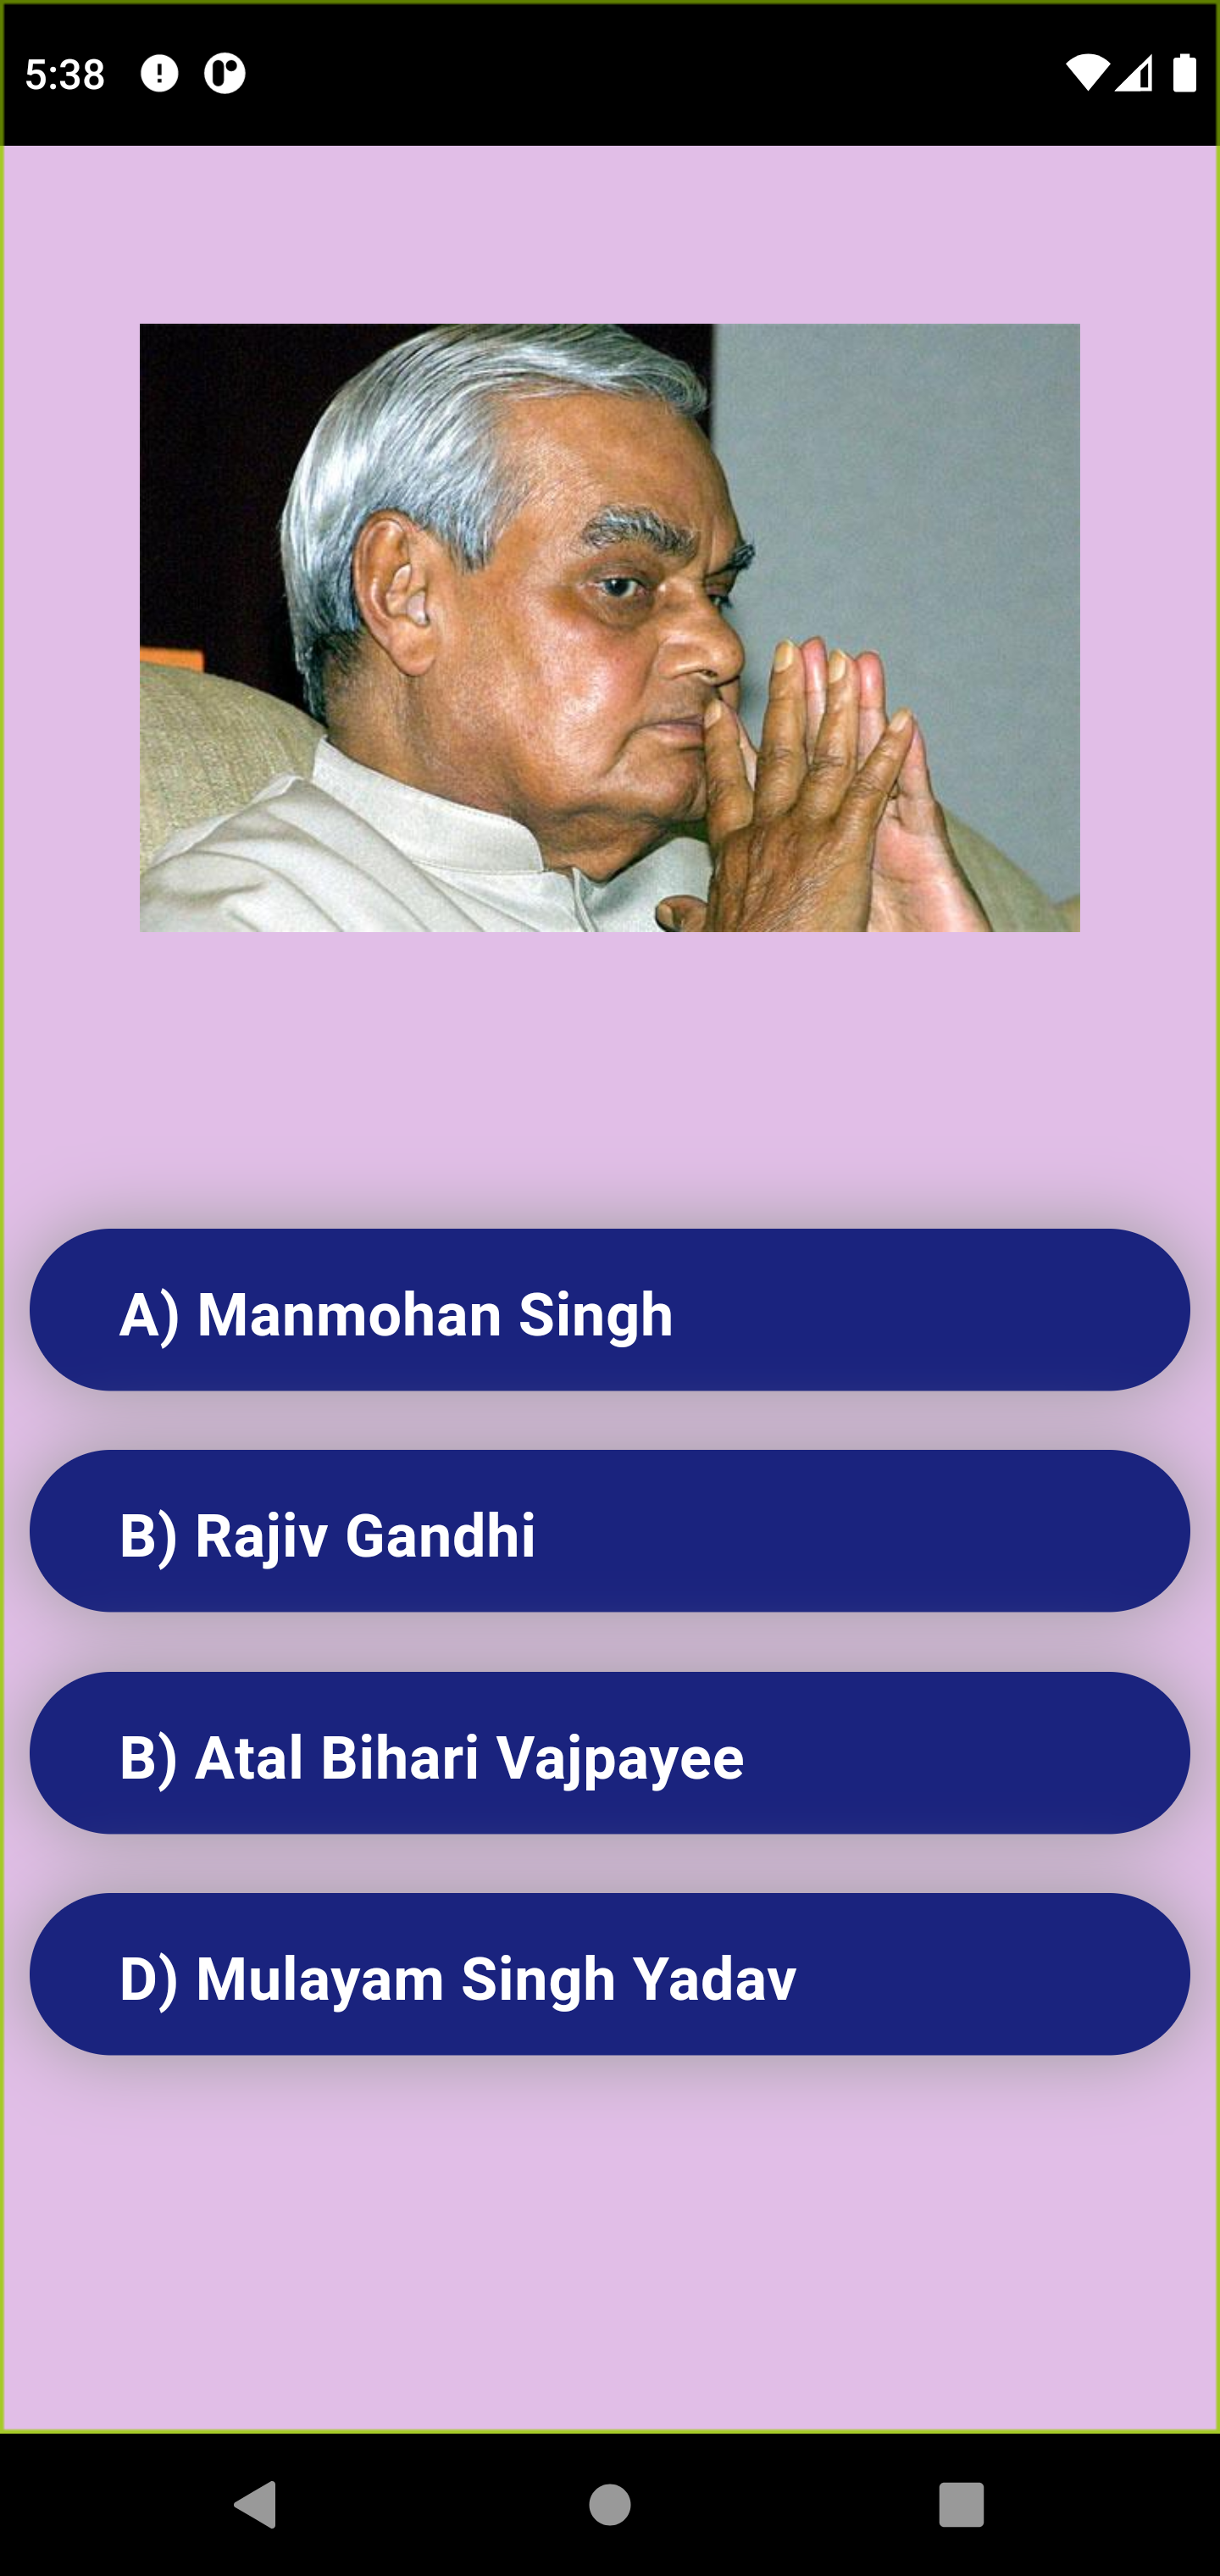 5:38
A) Manmohan Singh
B) Rajiv Gandhi
B) Atal Bihari Vajpayee
D) Mulayam Singh Yadav